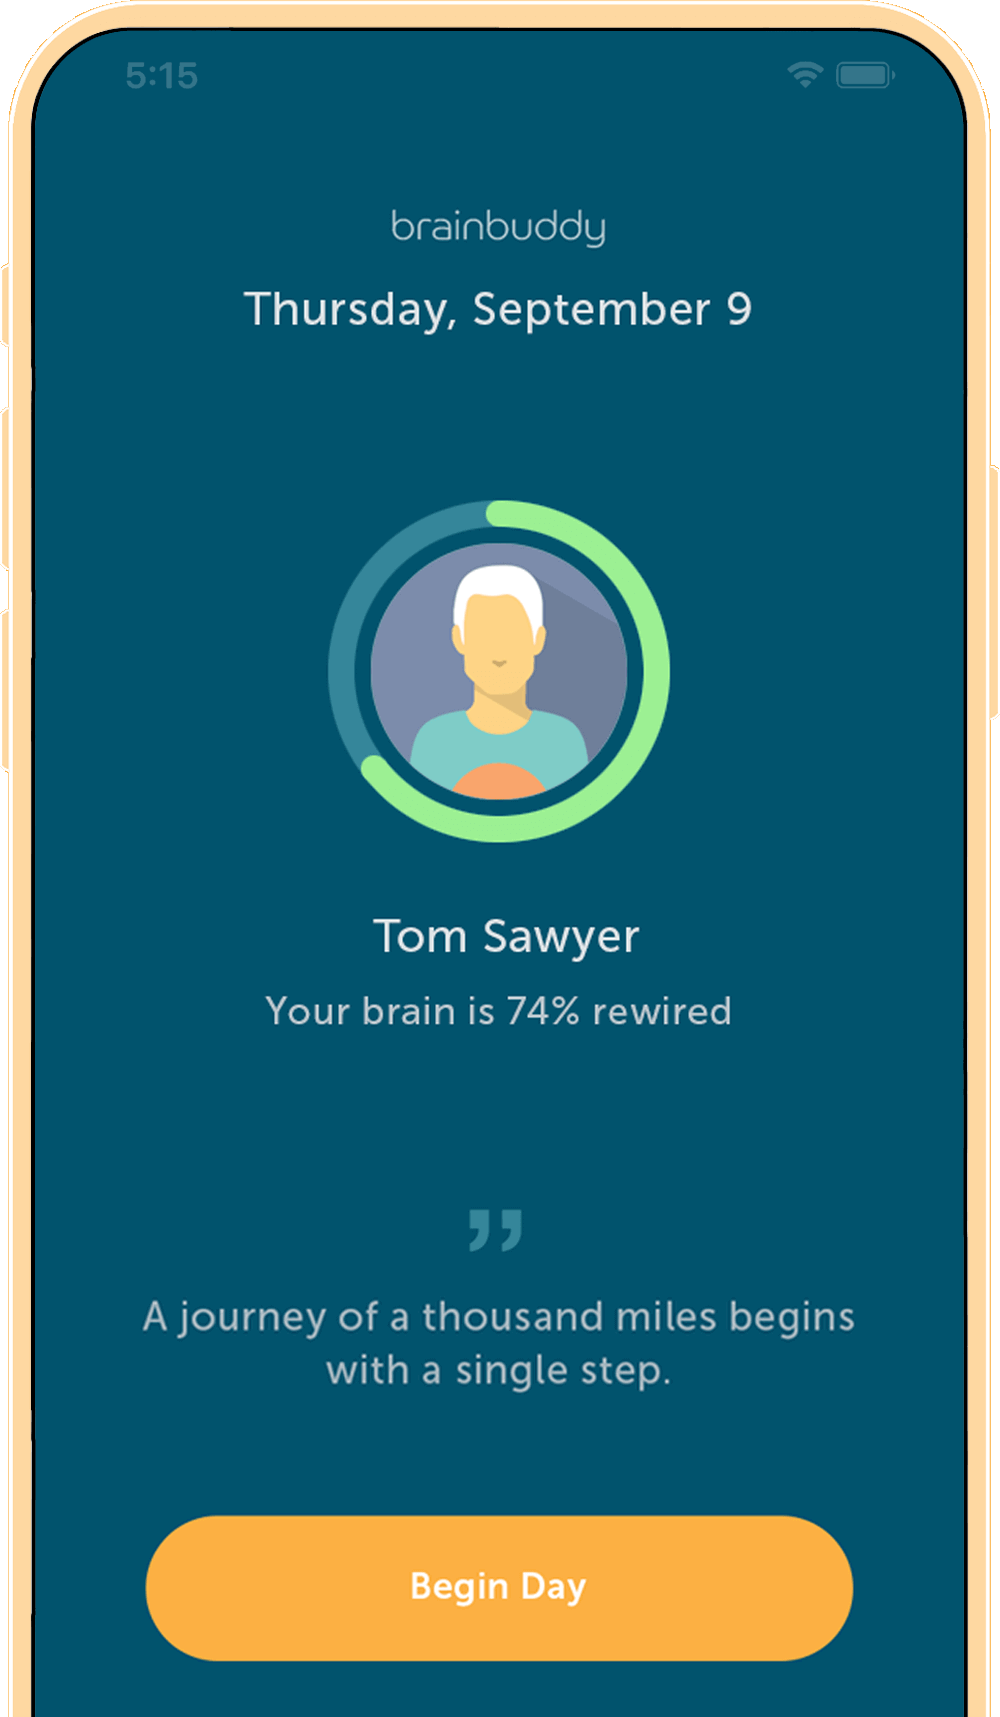 5:15
brainbuddy
Thursday, September 9
Tom Sawyer
Your brain is 74% rewired
”
A journey of a thousand miles begins
with a single step.
Begin Day